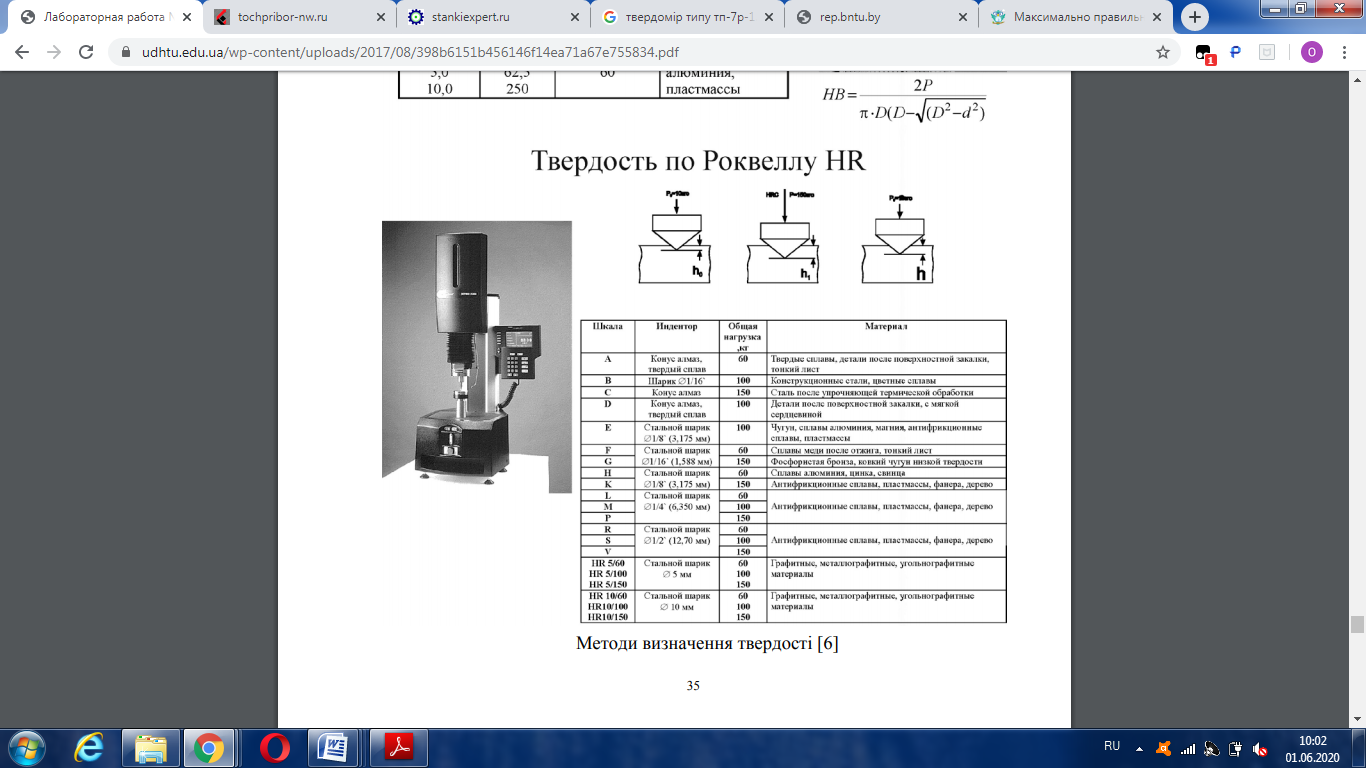 Лабораторная работа
tochpribor-nw.ru
stankiexpert.ru
твердомір типу тп-7р-1
rep.bntu.by
Максимально правиль
udhtu.edu.ua/wp-content/uploads/2017/08/398b6151b456146f14ea71a67e755834.pdf
1
O
5,0 62,5 60 алюминия,
10,0 250 пластмассы
HB = 2P
π·D(D−√(D²−d²)
Твердость по Роквеллу HR
HRC
h₀ h₁ h
Шкала Индентор Общая нагрузка ,кг Материал
A Конус алмаз, твердый сплав 60 Твердые сплавы, детали после поверхностной закалки, тонкий лист
B Шарик ∅1/16` 100 Конструкционные стали, цветные сплавы
C Конус алмаз 150 Сталь после упрочняющей термической обработки
D Конус алмаз, твердый сплав 100 Детали после поверхностной закалки, с мягкой сердцевиной
E Стальной шарик ∅1/8` (3,175 мм) 100 Чугун, сплавы алюминия, магния, антифрикционные сплавы, пластмассы
F Стальной шарик 60 Сплавы меди после отжига, тонкий лист
G ∅1/16` (1,588 мм) 150 Фосфористая бронза, ковкий чугун низкой твердости
H Стальной шарик 60 Сплавы алюминия, цинка, свинца
K ∅1/8` (3,175 мм) 150 Антифрикционные сплавы, пластмассы, фанера, дерево
L Стальной шарик 60
M ∅1/4` (6,350 мм) 100 Антифрикционные сплавы, пластмассы, фанера, дерево
P 150
R Стальной шарик 60
S ∅1/2` (12,70 мм) 100 Антифрикционные сплавы, пластмассы, фанера, дерево
V 150
HR 5/60 Стальной шарик 60 Графитные, металлографитные, угольнографитные
HR 5/100 ∅ 5 мм 100 материалы
HR 5/150 150
HR 10/60 Стальной шарик 60 Графитные, металлографитные, угольнографитные
HR10/100 ∅ 10 мм 100 материалы
HR10/150 150
Методи визначення твердості [6]
35
RU
10:02
01.06.2020